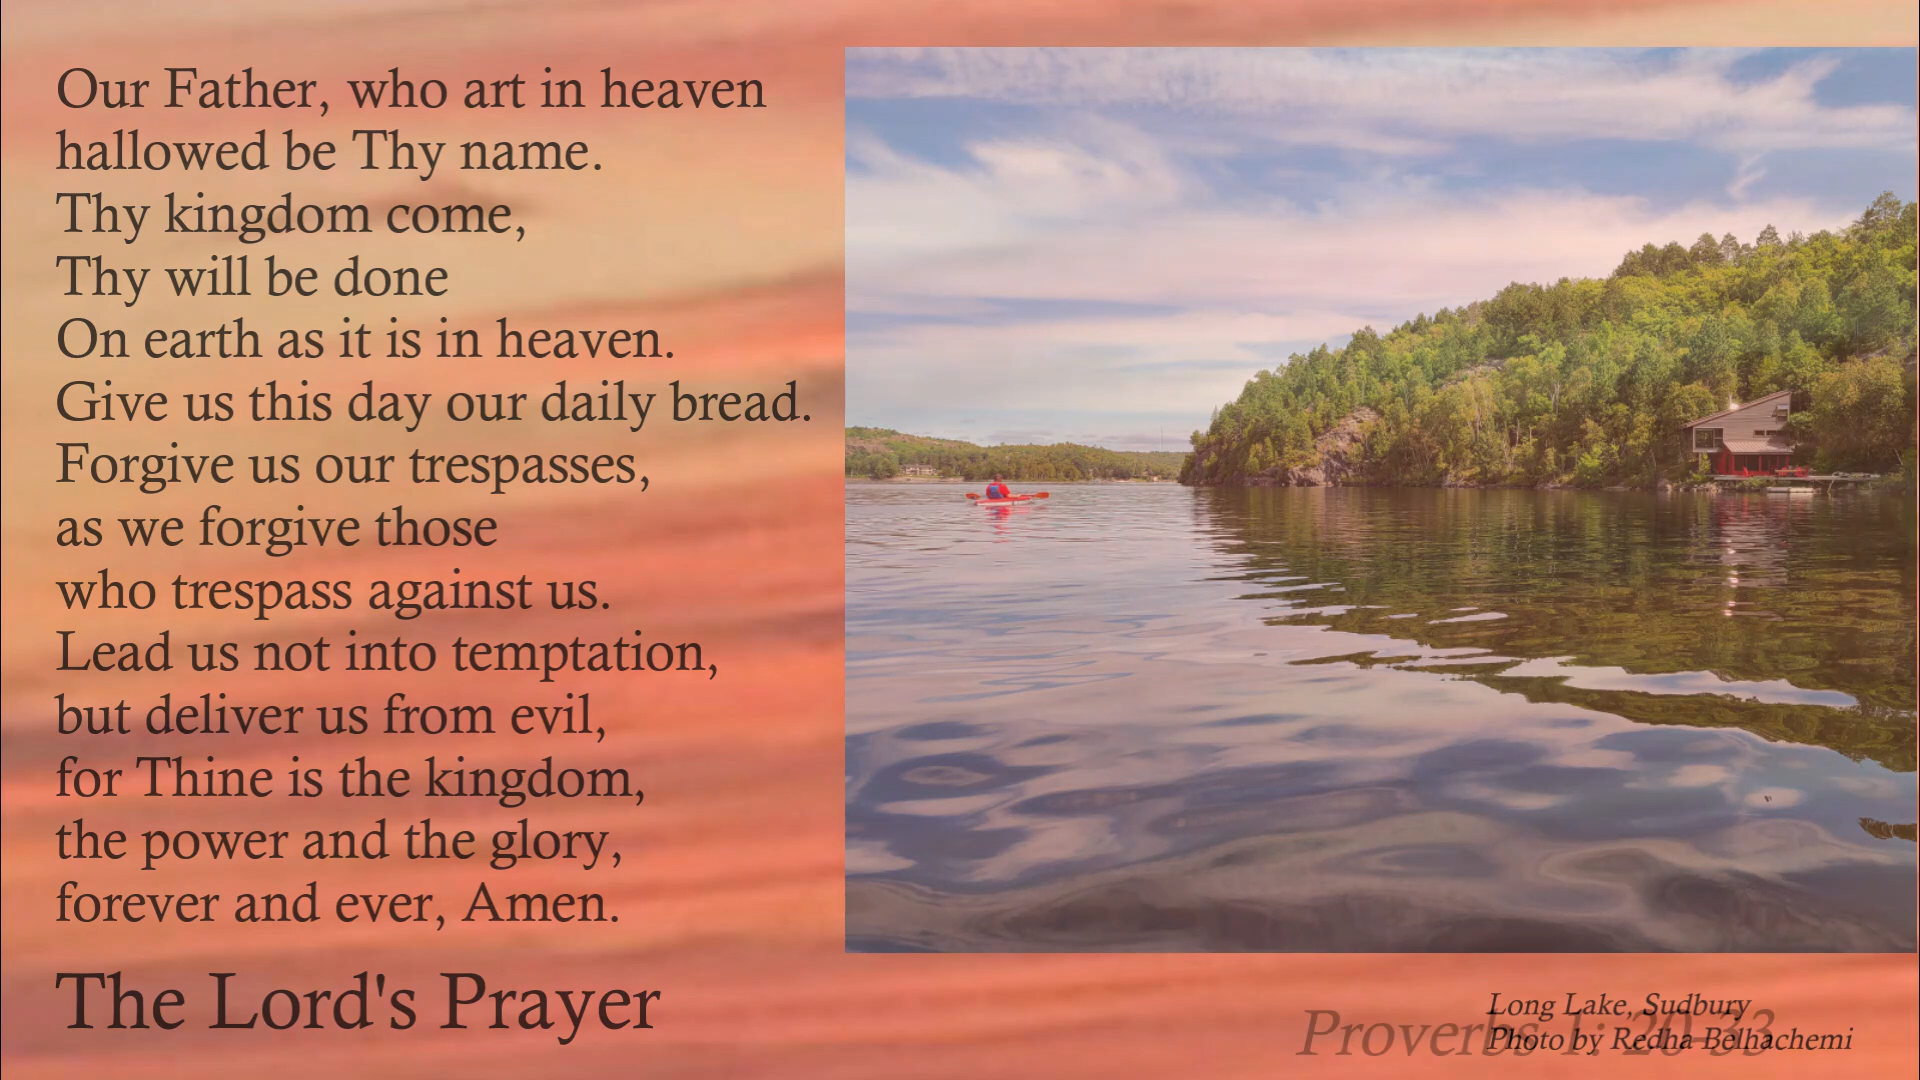 Our Father, who art in heaven
hallowed be Thy name.
Thy kingdom come,
Thy will be done
On earth as it is in heaven.
Give us this day our daily bread.
Forgive us our trespasses,
as we forgive those
who trespass against us.
Lead us not into temptation,
but deliver us from evil,
for Thine is the kingdom,
the power and the glory,
forever and ever, Amen.
The Lord's Prayer
Long Lake, Sudbury
Photo by Redha Belhachemi
Proverbs 1: 20-33